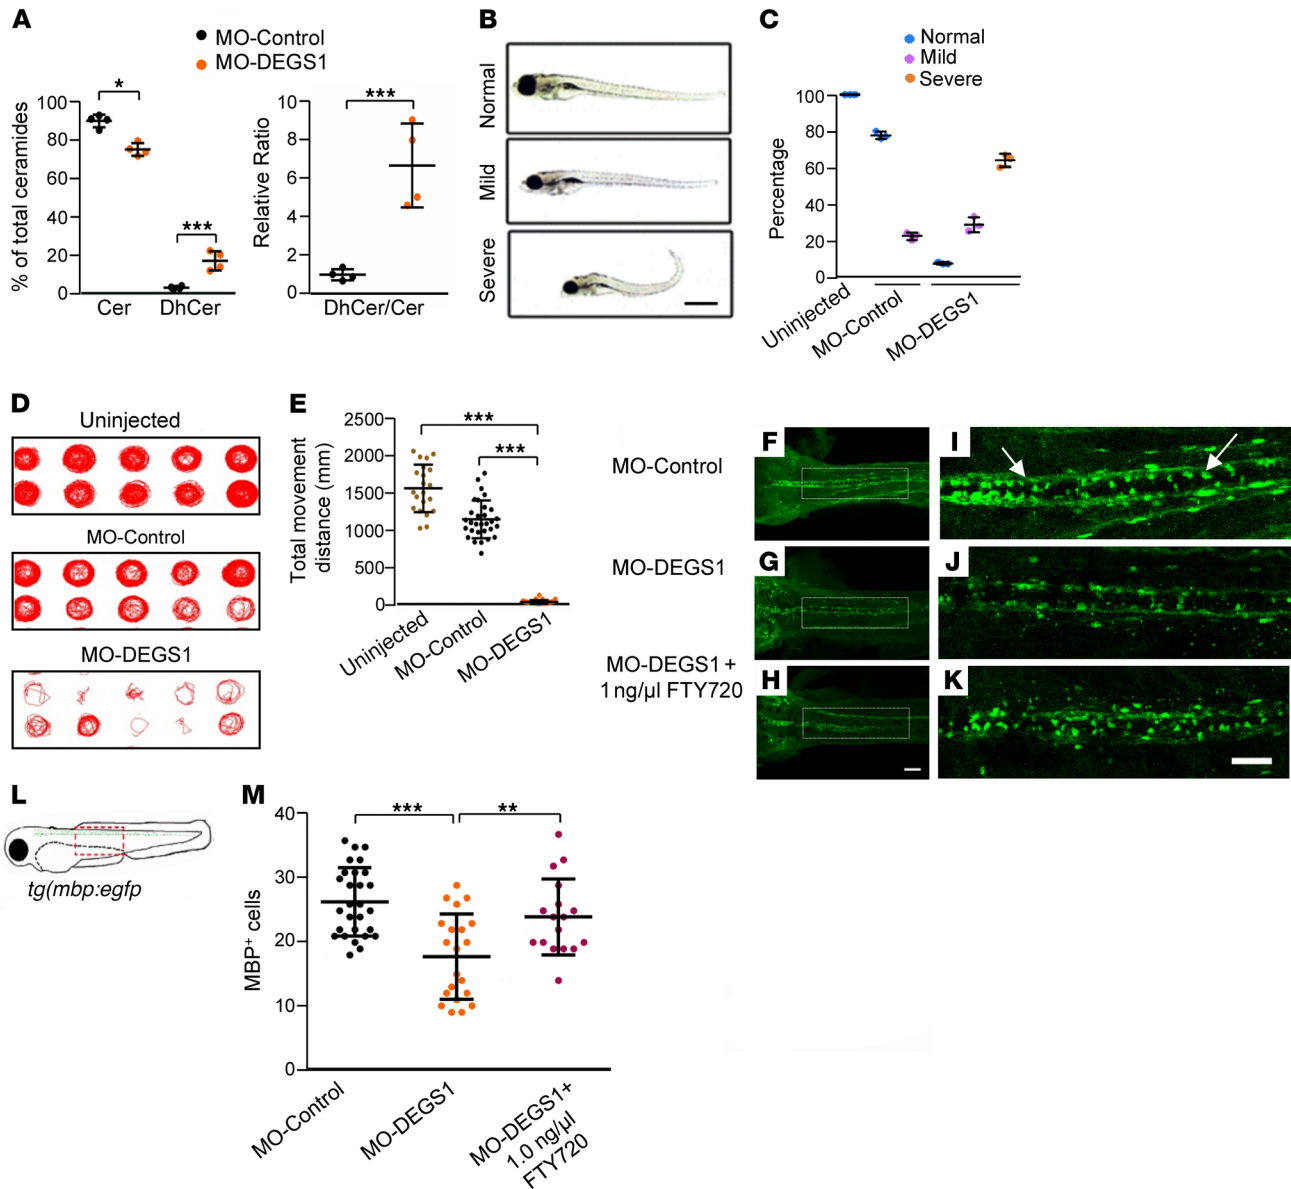 A
MO-Control
MO-DEGS1
% of total ceramides
100
80
60
40
20
0
*
***
Cer
DhCer
Relative Ratio
10
8
6
4
2
0
***
DhCer/Cer
B
Normal
Mild
Severe
C
Normal
Mild
Severe
Percentage
100
80
60
40
20
0
Uninjected
MO-Control
MO-DEGS1
D
Uninjected
MO-Control
MO-DEGS1
E
Total movement
distance (mm)
2500
2000
1500
1000
500
0
***
***
Uninjected
MO-Control
MO-DEGS1
MO-Control
MO-DEGS1
MO-DEGS1 +
1 ng/µl FTY720
F
I
G
J
H
K
L
tg(mbp:egfp
M
MBP+ cells
40
30
20
10
0
***
**
MO-Control
MO-DEGS1
MO-DEGS1+
1.0 ng/µl
FTY720